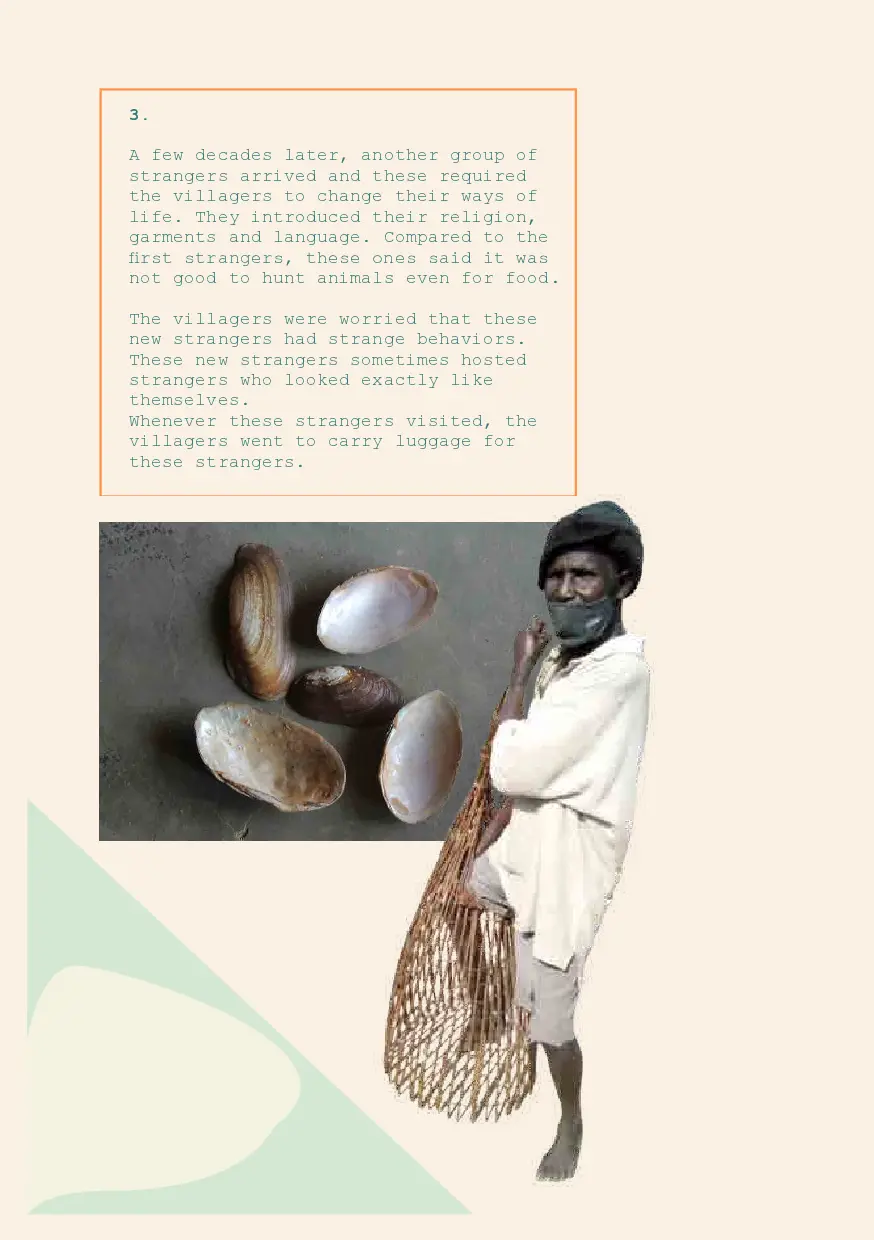 3.
A few decades later, another group of
strangers arrived and these required
the villagers to change their ways of
life. They introduced their religion,
garments and language. Compared to the
first strangers, these ones said it was
not good to hunt animals even for food.
The villagers were worried that these
new strangers had strange behaviors.
These new strangers sometimes hosted
strangers who looked exactly like
themselves.
Whenever these strangers visited, the
villagers went to carry luggage for
these strangers.